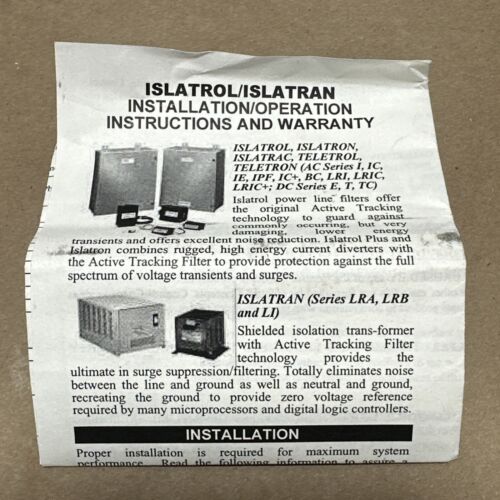 ISLATROL/ISLATRAN
INSTALLATION/OPERATION
INSTRUCTIONS AND WARRANTY
ISLATROL, ISLATRON,
ISLATRAC, TELETROL,
TELETRON (AC Series I, IC,
IE, IPF, IC+, BC, LRI, LRIC,
LRIC+; DC Series E, T, TC)
Islatrol power line filters offer
the original Active Tracking
technology to guard against
commonly occurring, but very
damaging, lower energy
transients and offers excellent noise reduction. Islatrol Plus and
Islatron combines rugged, high energy current diverters with
the Active Tracking Filter to provide protection against the full
spectrum of voltage transients and surges.
ISLATRAN (Series LRA, LRB
and LI)
Shielded isolation trans-former
with Active Tracking Filter
technology provides the
ultimate in surge suppression/filtering. Totally eliminates noise
between the line and ground as well as neutral and ground,
recreating the ground to provide zero voltage reference
required by many microprocessors and digital logic controllers.
INSTALLATION
Proper installation is required for maximum system
performance. Read the following information to assure a